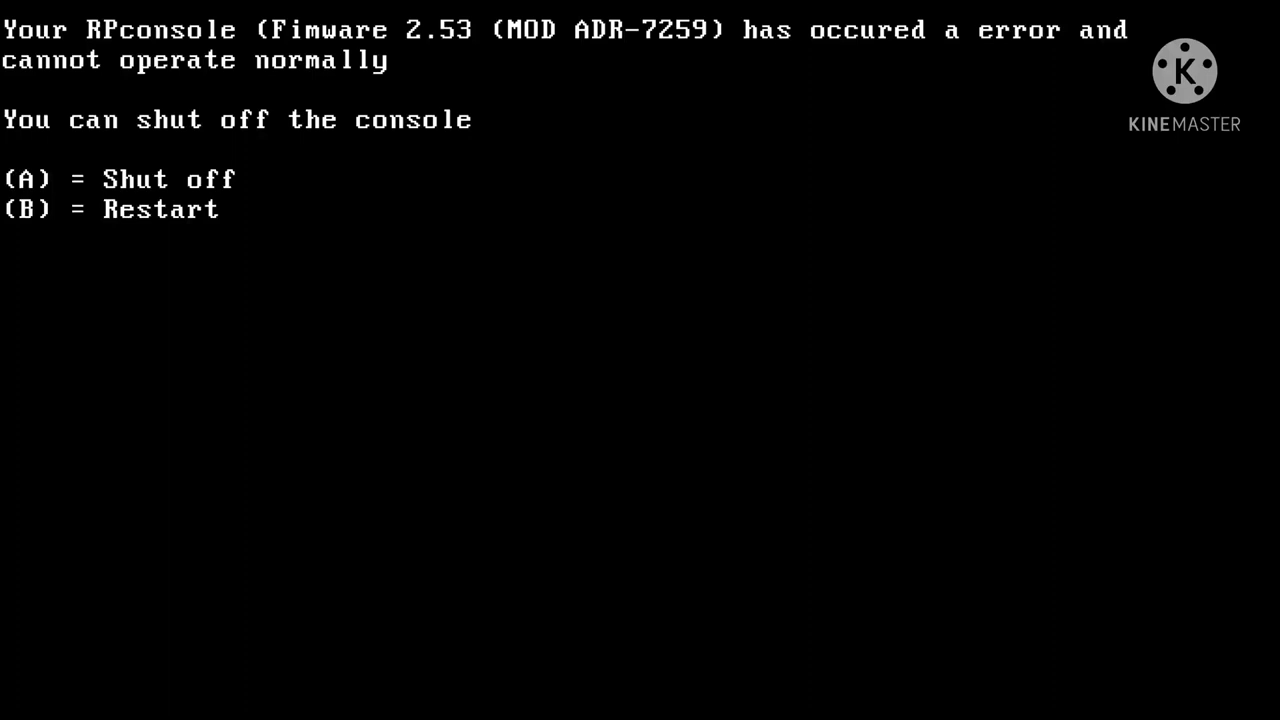 Your RPconsole (Fimware 2.53 (MOD ADR-7259) has occured a error and
cannot operate normally
You can shut off the console
(A) = Shut off
(B) = Restart
K
KINEMASTER